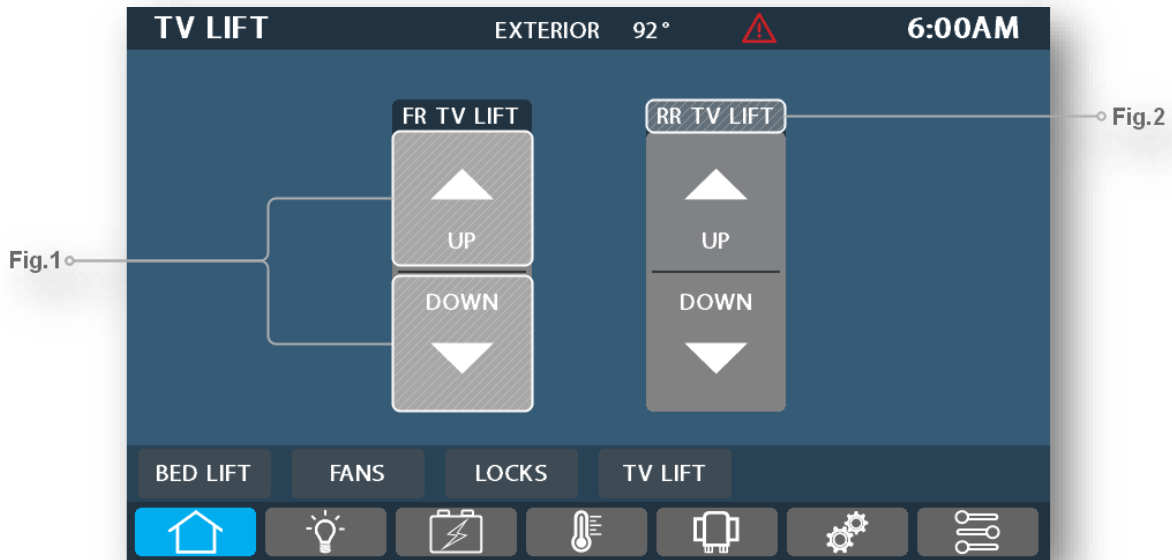 TV LIFT EXTERIOR 92° 6:00AM
FR TV LIFT RR TV LIFT
Fig.2
UP UP
Fig.1
DOWN DOWN
BED LIFT FANS LOCKS TV LIFT